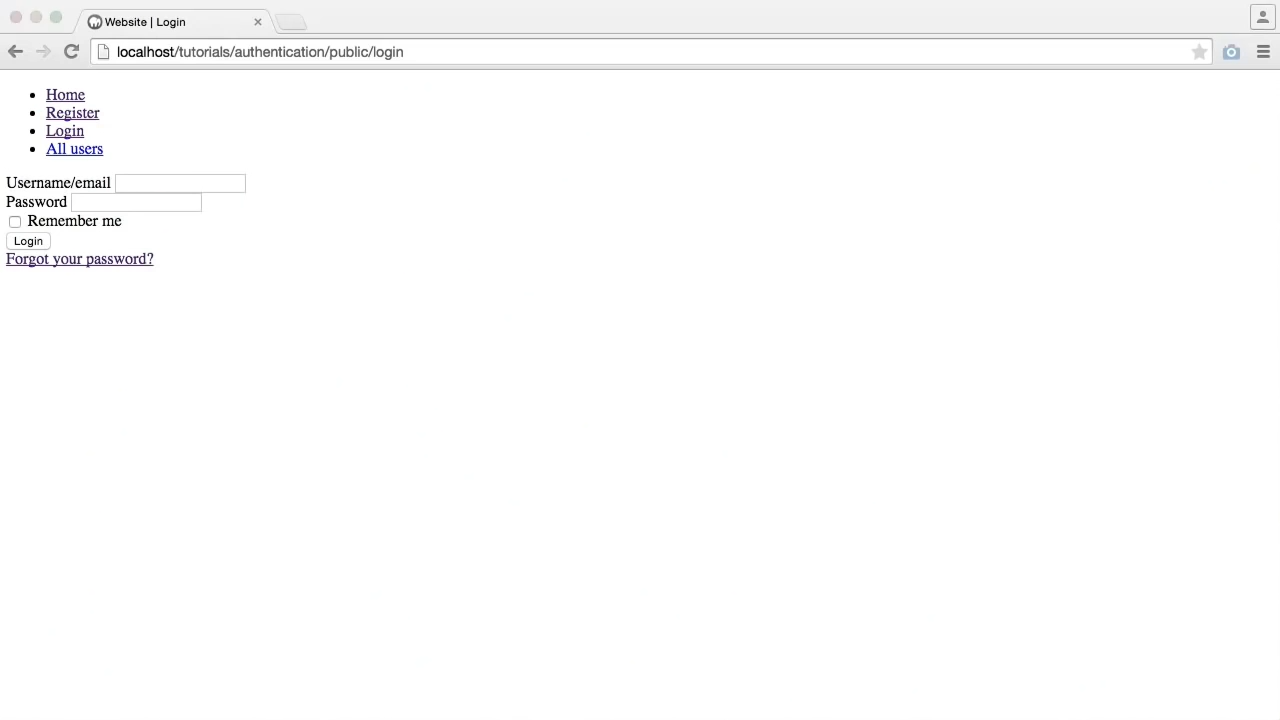 Website | Login
localhost/tutorials/authentication/public/login
Home
Register
Login
All users
Username/email
Password
Remember me
Login
Forgot your password?